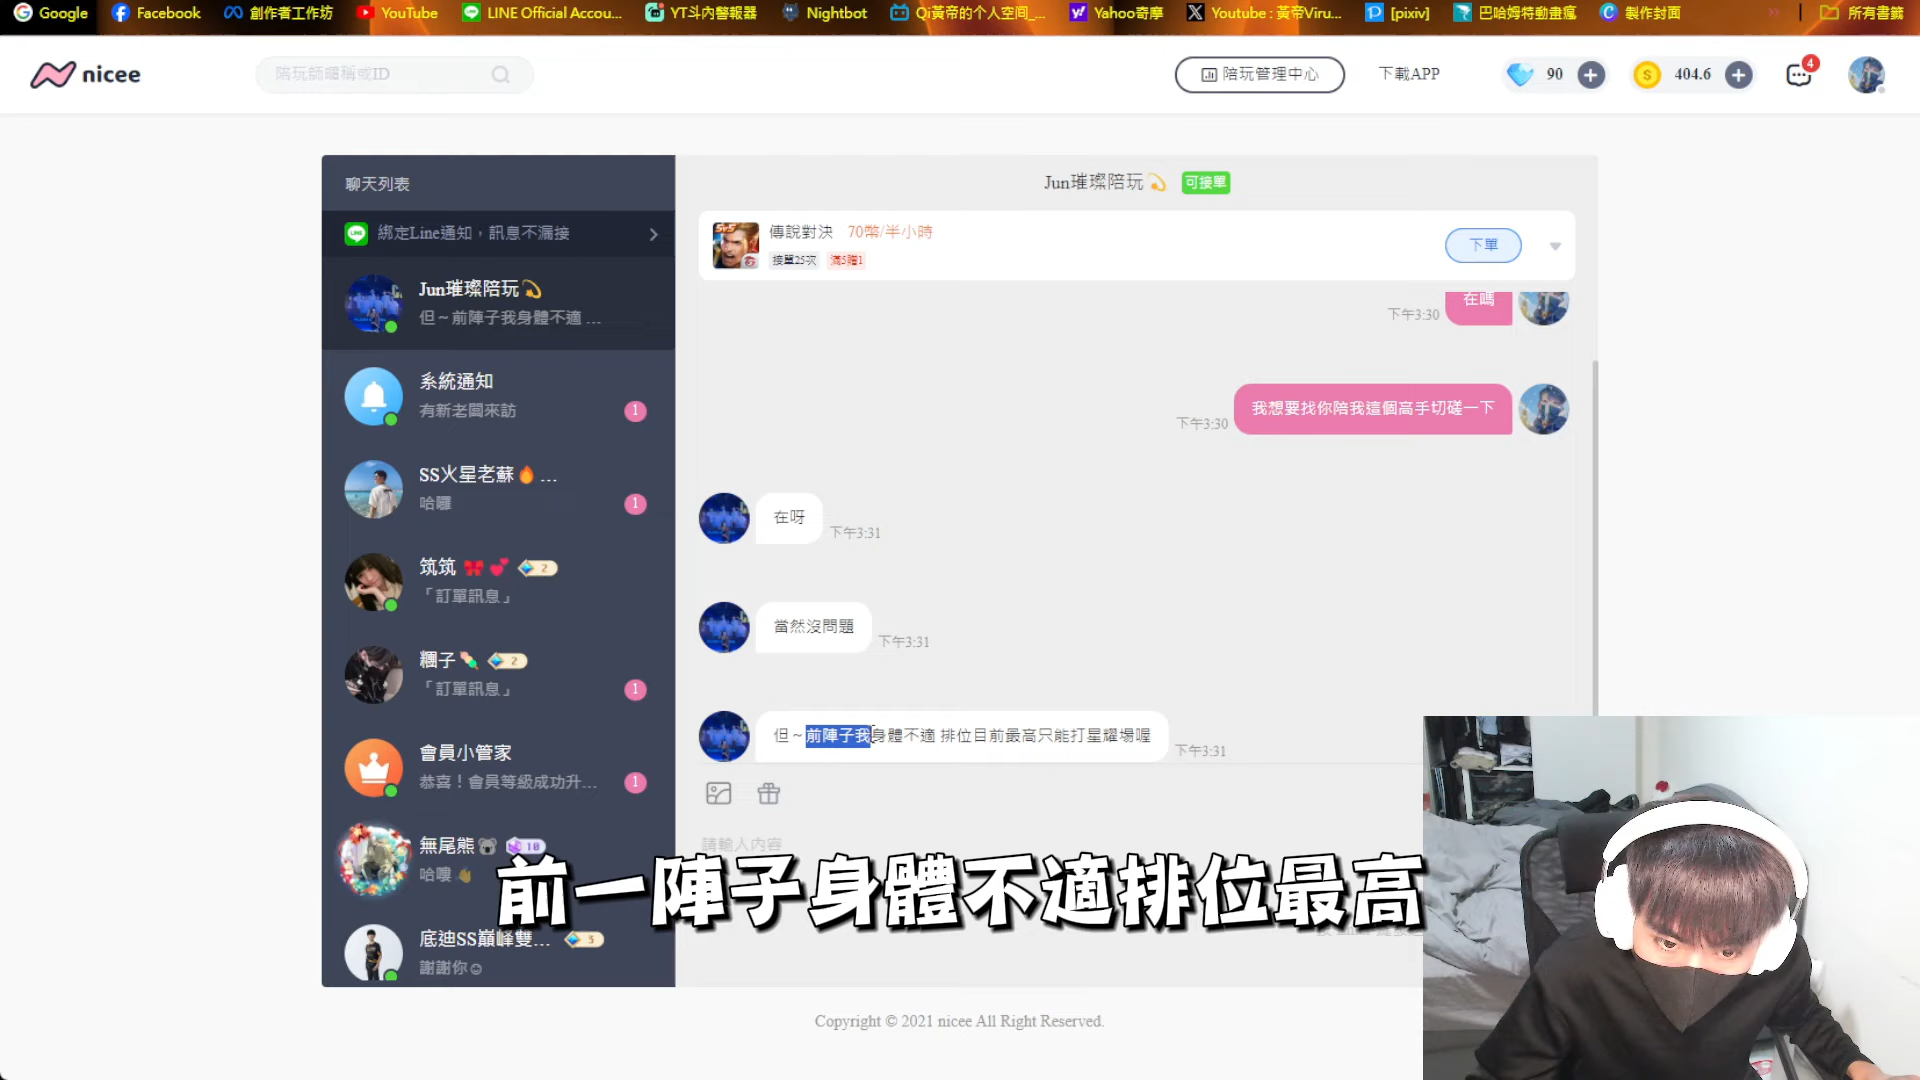 Google Facebook 創作者工作坊 YouTube LINE Official Accou... YT斗內警報器 Nightbot Qi黃帝的个人空间_... Yahoo奇摩 Youtube : 黃帝Viru... [pixiv] 巴哈姆特動畫瘋 製作封面 所有書籤
nicee 陪玩師暱稱或ID 陪玩管理中心 下載APP 90 404.6 4
聊天列表
綁定Line通知，訊息不漏接
Jun璀璨陪玩
但～前陣子我身體不適 ...
系統通知
有新老闆來訪 1
SS火星老蘇 ...
哈囉 1
筑筑 2
「訂單訊息」
糰子 2
「訂單訊息」 1
會員小管家
恭喜！會員等級成功升... 1
無尾熊 18
哈嘍
底迪SS巔峰雙... 3
謝謝你☺
Jun璀璨陪玩 可接單
傳說對決 70幣/半小時
接單25次 滿5贈1
下單
下午3:30 在嗎
下午3:30 我想要找你陪我這個高手切磋一下
在呀 下午3:31
當然沒問題 下午3:31
但～前陣子我身體不適 排位目前最高只能打星耀場喔 下午3:31
請輸入內容
前一陣子身體不適排位最高
Copyright © 2021 nicee All Right Reserved.